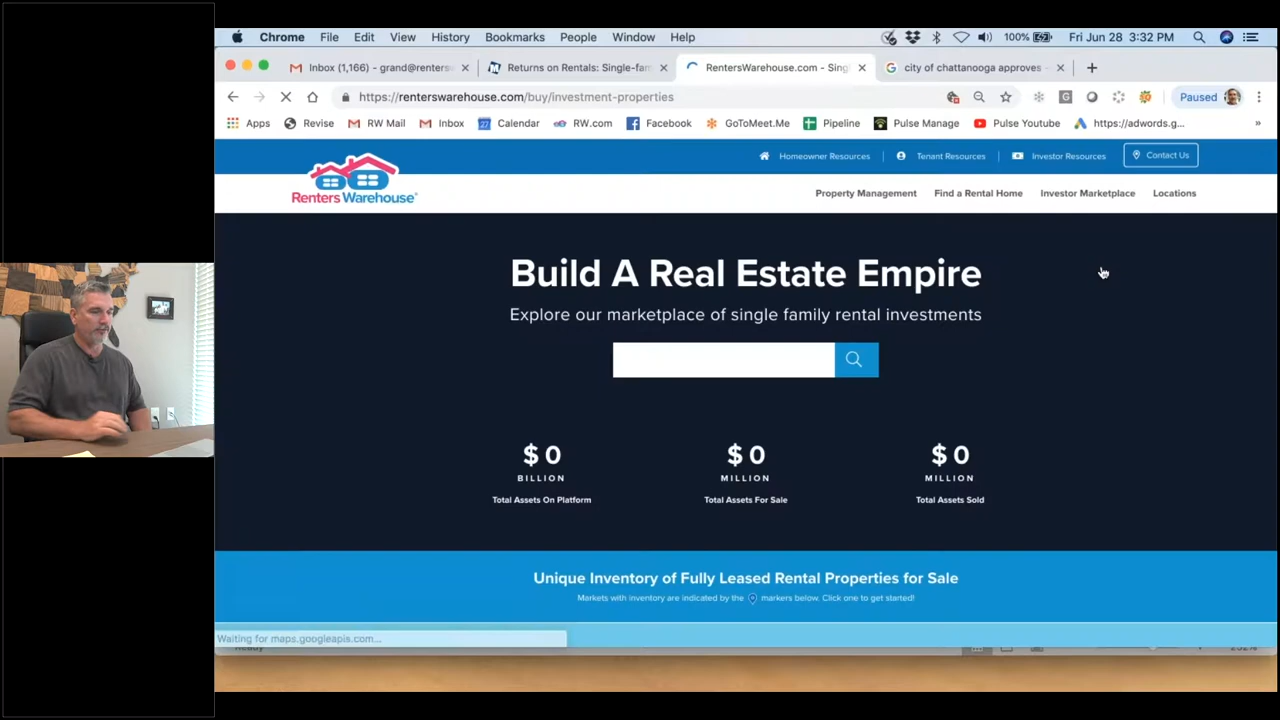 Chrome File Edit View History Bookmarks People Window Help 100% Fri Jun 28 3:32 PM
Inbox (1,166) - grand@renters Returns on Rentals: Single-fam RentersWarehouse.com - Sing city of chattanooga approves -
https://renterswarehouse.com/buy/investment-properties Paused
Apps Revise RW Mail Inbox Calendar RW.com Facebook GoToMeet.Me Pipeline Pulse Manage Pulse Youtube https://adwords.g... »
Homeowner Resources Tenant Resources Investor Resources Contact Us
Renters Warehouse
Property Management Find a Rental Home Investor Marketplace Locations
Build A Real Estate Empire
Explore our marketplace of single family rental investments
$ 0 $ 0 $ 0
BILLION MILLION MILLION
Total Assets On Platform Total Assets For Sale Total Assets Sold
Unique Inventory of Fully Leased Rental Properties for Sale
Markets with inventory are indicated by the markers below. Click one to get started!
Waiting for maps.googleapis.com...
Ready